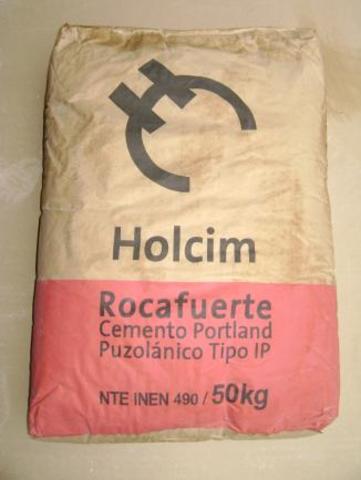 Holcim
Rocafuerte
Cemento Portland
Puzolánico Tipo IP
NTE INEN 490 / 50kg